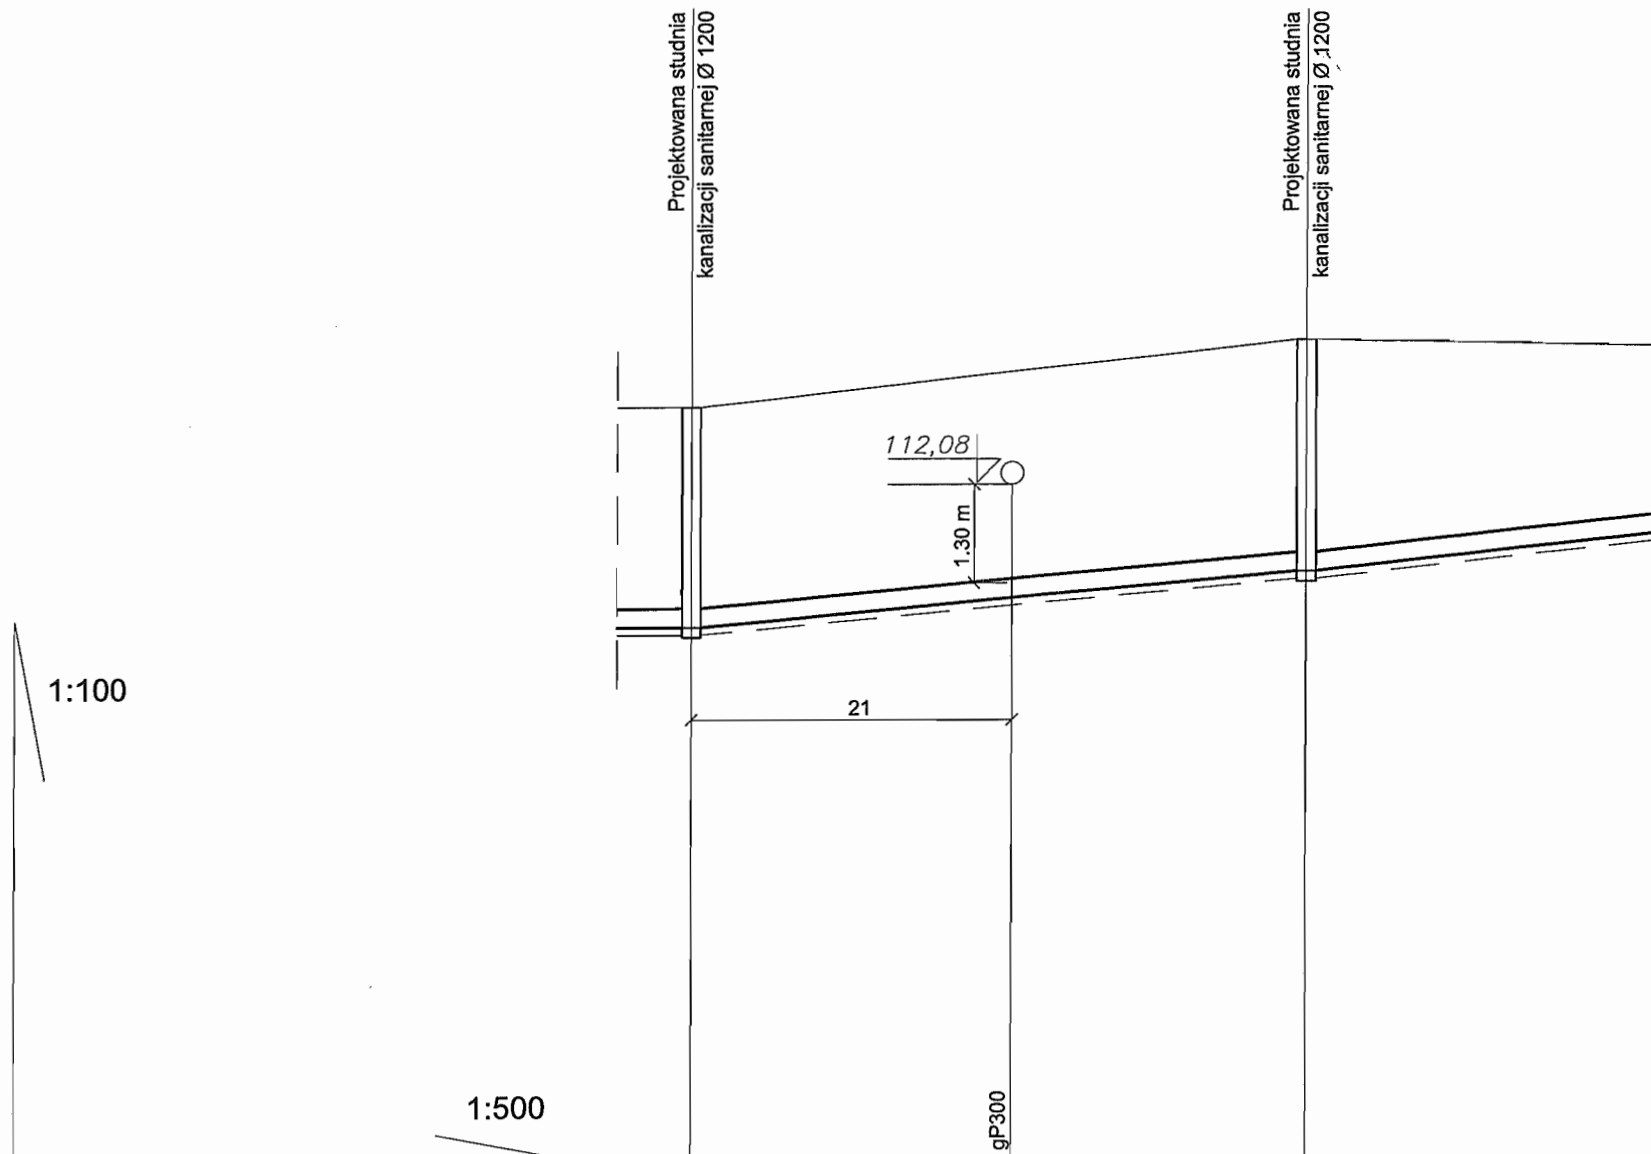 Projektowana studnia
kanalizacji sanitarnej Ø 1200
Projektowana studnia
kanalizacji sanitarnej Ø 1200
112,08
1.30 m
1:100
21
1:500
gP300